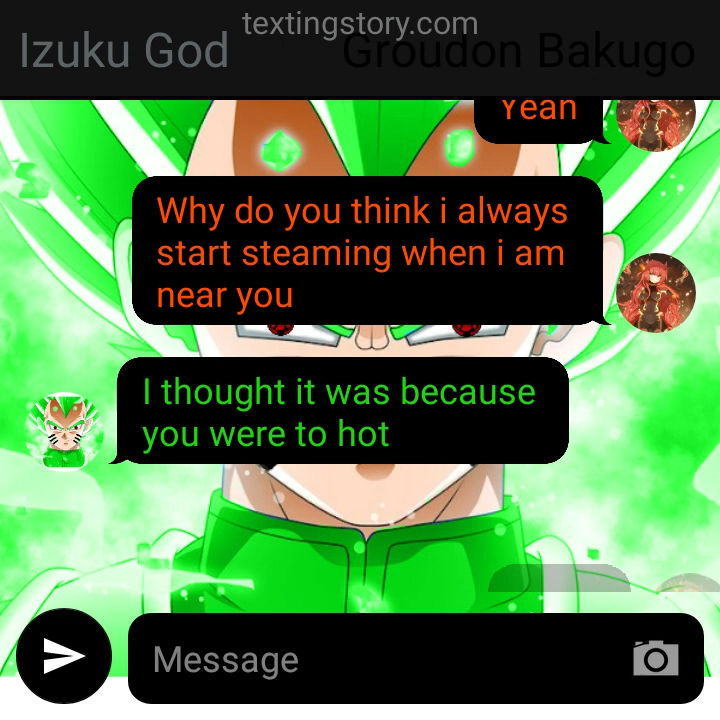 textingstory.com
Izuku God
Groudon Bakugo
Yeah
Why do you think i always
start steaming when i am
near you
I thought it was because
you were to hot
Message